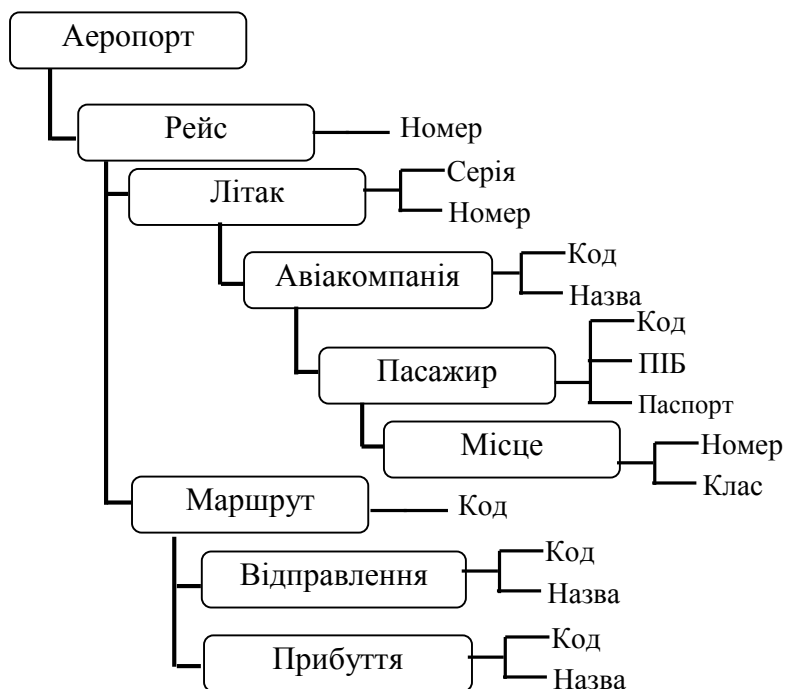 Аеропорт
Рейс
Номер
Літак
Серія
Номер
Авіакомпанія
Код
Назва
Пасажир
Код
ПІБ
Паспорт
Місце
Номер
Клас
Маршрут
Код
Відправлення
Код
Назва
Прибуття
Код
Назва